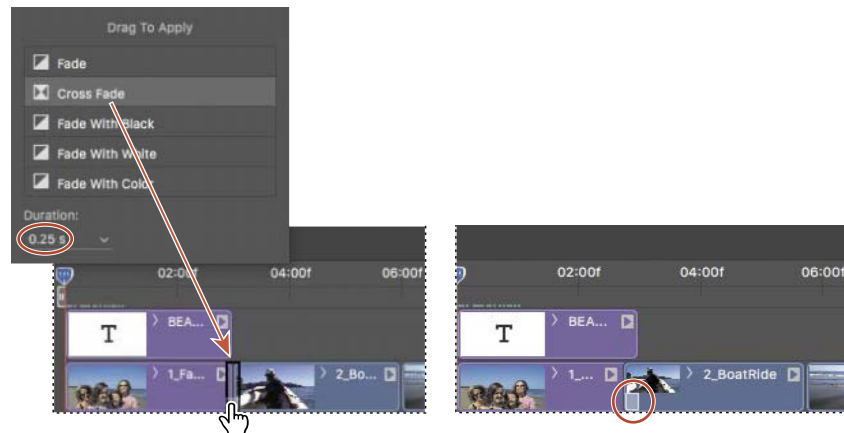 Drag To Apply
Fade
Cross Fade
Fade With Black
Fade With White
Fade With Color
Duration:
0.25 s
02:00f 04:00f 06:00f
T BEA...
1_Fa... 2_Bo...
02:00f 04:00f 06:00f
T BEA...
1_... 2_BoatRide